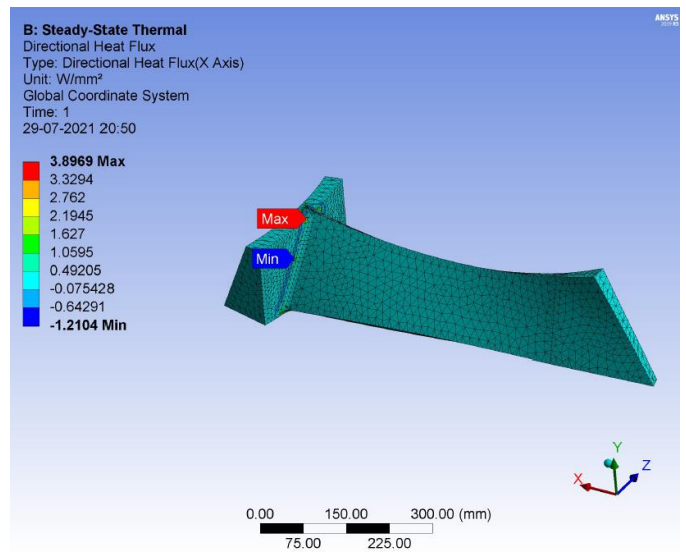 ANSYS
B: Steady-State Thermal
Directional Heat Flux
Type: Directional Heat Flux(X Axis)
Unit: W/mm²
Global Coordinate System
Time: 1
29-07-2021 20:50
3.8969 Max
3.3294
2.762
2.1945
1.627
1.0595
0.49205
-0.075428
-0.64291
-1.2104 Min
Max
Min
Y
Z
X
0.00 150.00 300.00 (mm)
75.00 225.00